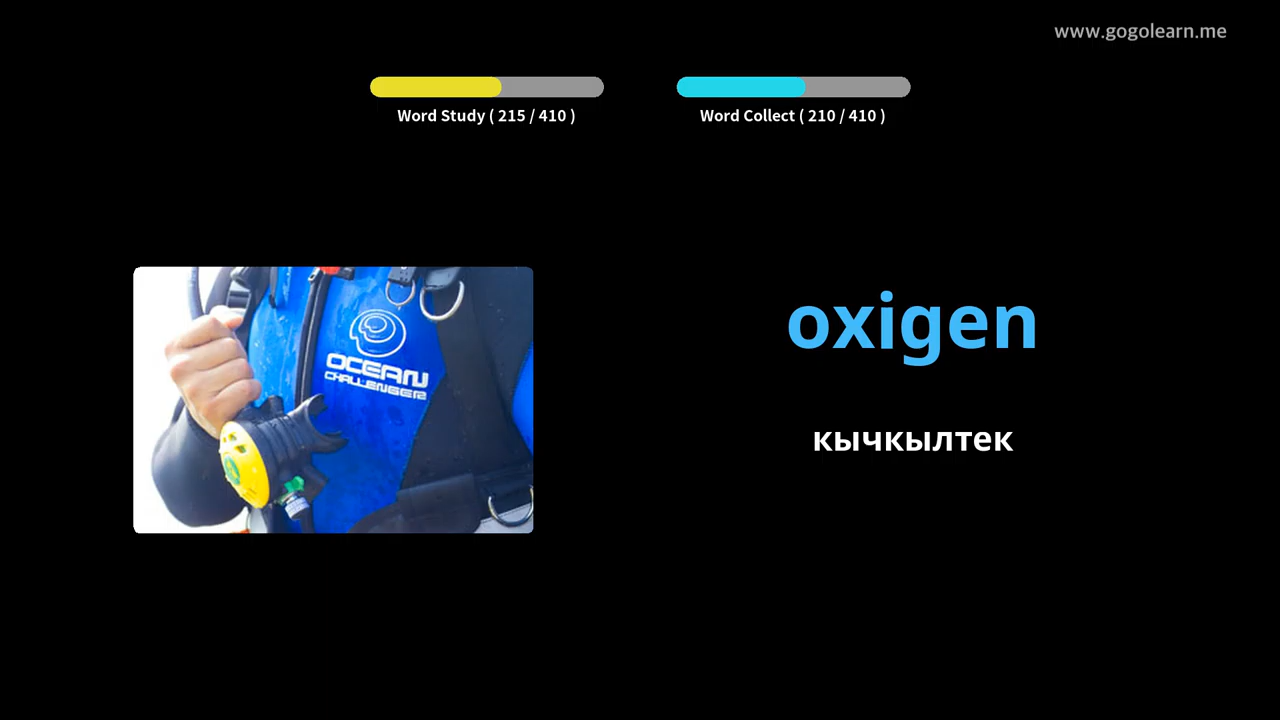 www.gogolearn.me
Word Study ( 215 / 410 )
Word Collect ( 210 / 410 )
OCEAN
CHALLENGER
oxigen
кычкылтек